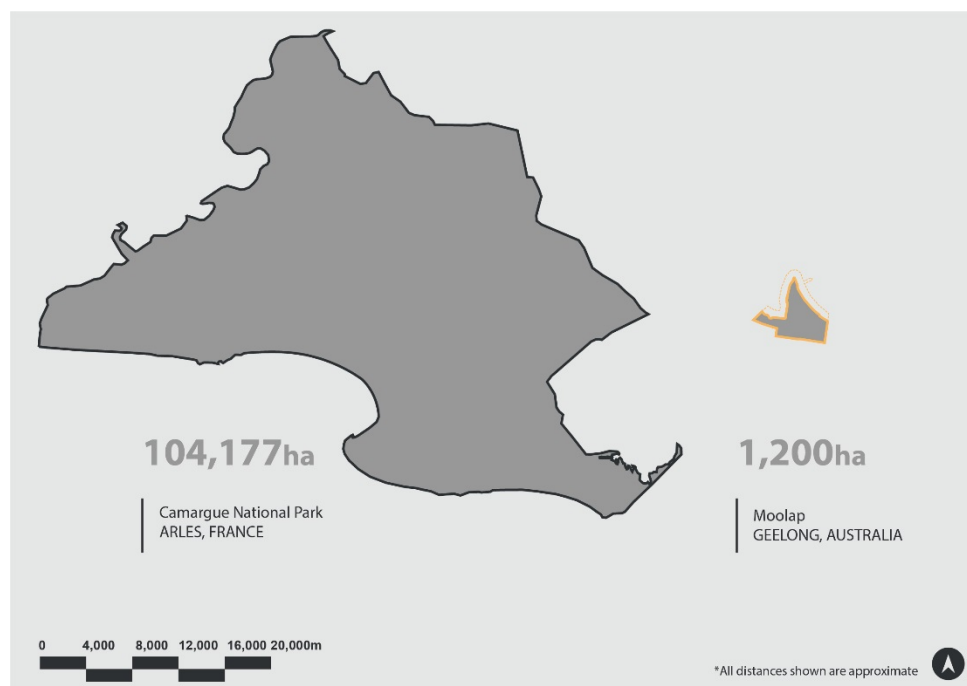 104,177ha
Camargue National Park
ARLES, FRANCE
1,200ha
Moolap
GEELONG, AUSTRALIA
0 4,000 8,000 12,000 16,000 20,000m
*All distances shown are approximate